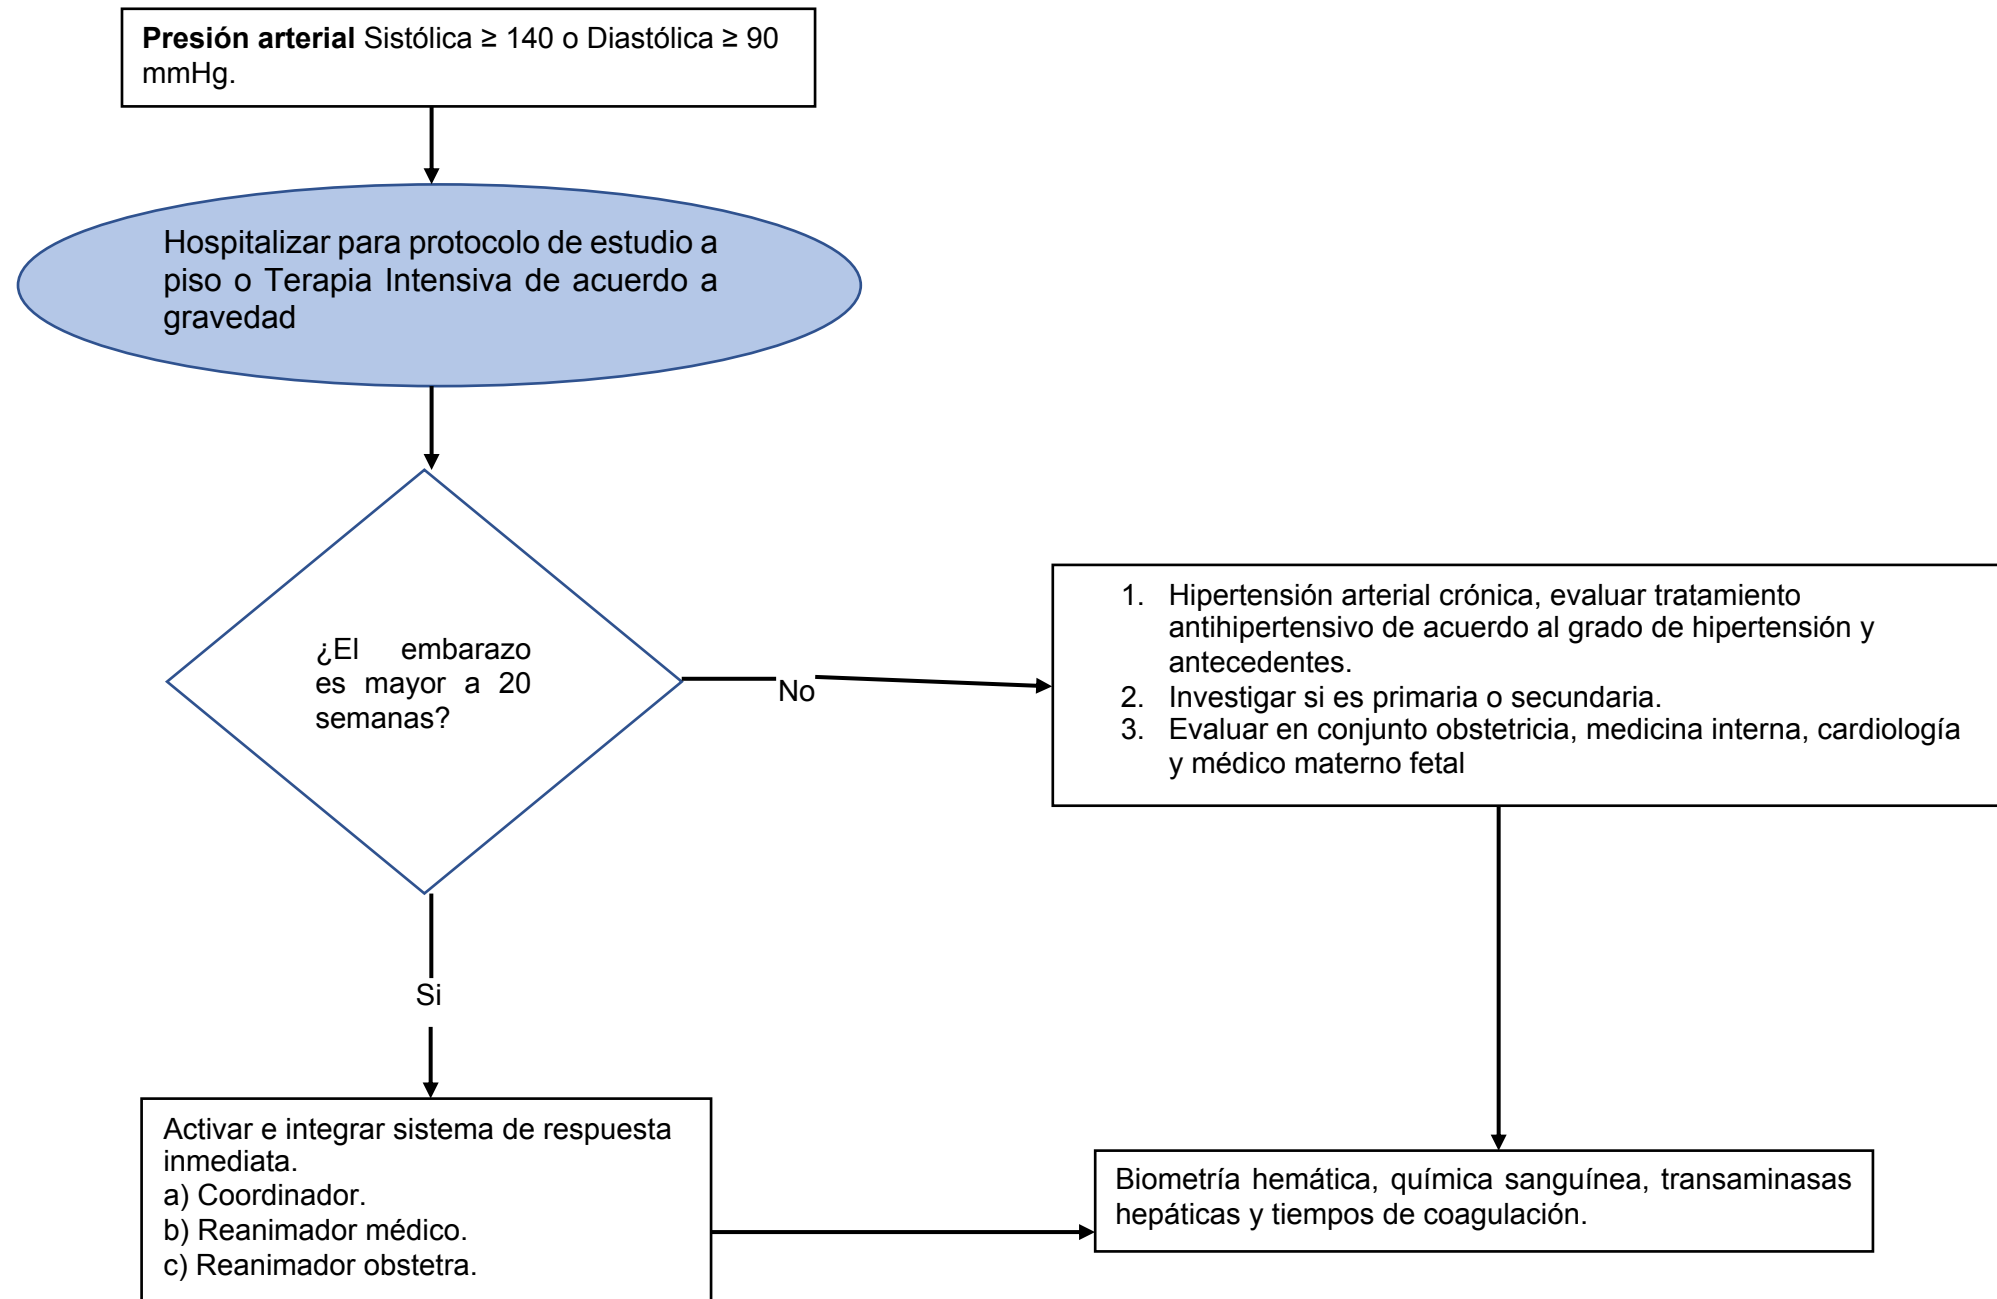 Presión arterial Sistólica ≥ 140 o Diastólica ≥ 90
mmHg.
Hospitalizar para protocolo de estudio a
piso o Terapia Intensiva de acuerdo a
gravedad
¿El embarazo
es mayor a 20
semanas?
No
1. Hipertensión arterial crónica, evaluar tratamiento
antihipertensivo de acuerdo al grado de hipertensión y
antecedentes.
2. Investigar si es primaria o secundaria.
3. Evaluar en conjunto obstetricia, medicina interna, cardiología
y médico materno fetal
Si
Activar e integrar sistema de respuesta
inmediata.
a) Coordinador.
b) Reanimador médico.
c) Reanimador obstetra.
Biometría hemática, química sanguínea, transaminasas
hepáticas y tiempos de coagulación.